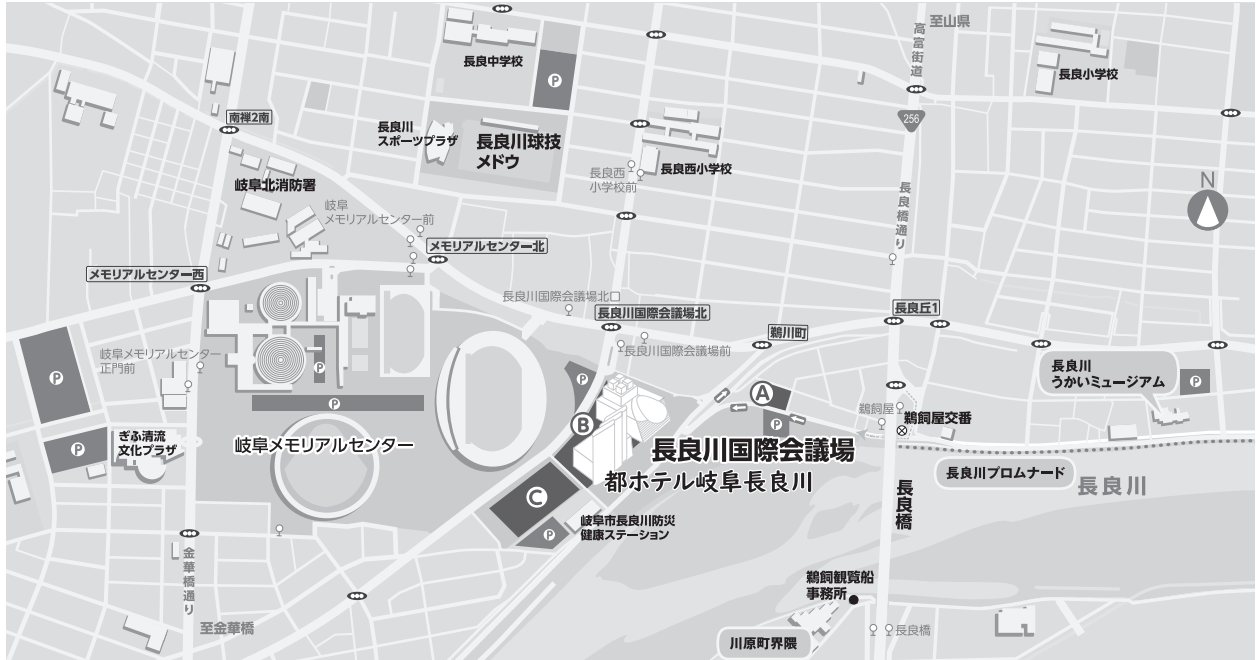 至山県
高富街道
長良中学校
P
長良小学校
南禅2南
256
長良川
スポーツプラザ
長良川球技
メドウ
長良西小学校
長良西
小学校前
岐阜北消防署
N
長良橋通り
岐阜
メモリアルセンター前
メモリアルセンター北
メモリアルセンター西
長良川国際会議場北口
長良川国際会議場北
長良丘1
鵜川町
岐阜メモリアルセンター
正門前
長良川国際会議場前
長良川
うかいミュージアム
P
P
P
P
P
A
鵜飼屋
P
鵜飼屋交番
B
ぎふ清流
文化プラザ
P
岐阜メモリアルセンター
長良川国際会議場
都ホテル岐阜長良川
長良川プロムナード
長良川
長良橋
C
岐阜市長良川防災
健康ステーション
P
金華橋通り
鵜飼観覧船
事務所
至金華橋
川原町界隈
長良橋